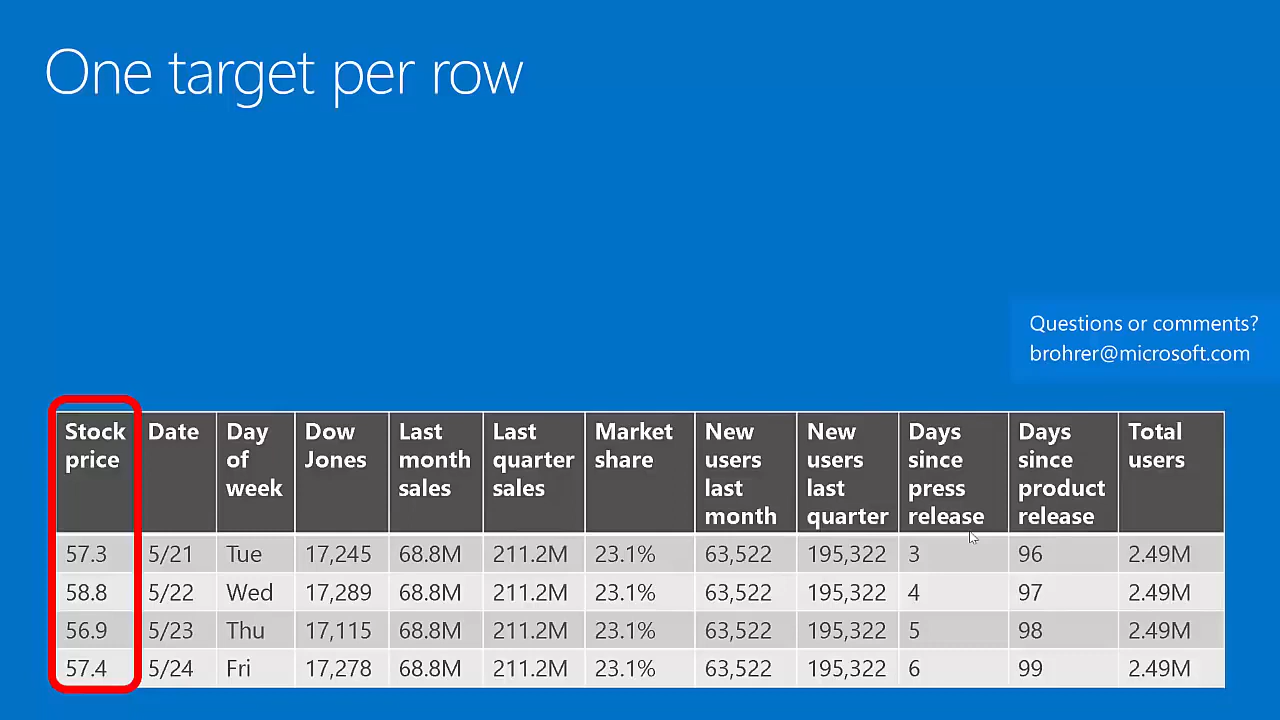 One target per row
Questions or comments?
brohrer@microsoft.com
Stock price Date Day of week Dow Jones Last month sales Last quarter sales Market share New users last month New users last quarter Days since press release Days since product release Total users
57.3 5/21 Tue 17,245 68.8M 211.2M 23.1% 63,522 195,322 3 96 2.49M
58.8 5/22 Wed 17,289 68.8M 211.2M 23.1% 63,522 195,322 4 97 2.49M
56.9 5/23 Thu 17,115 68.8M 211.2M 23.1% 63,522 195,322 5 98 2.49M
57.4 5/24 Fri 17,278 68.8M 211.2M 23.1% 63,522 195,322 6 99 2.49M